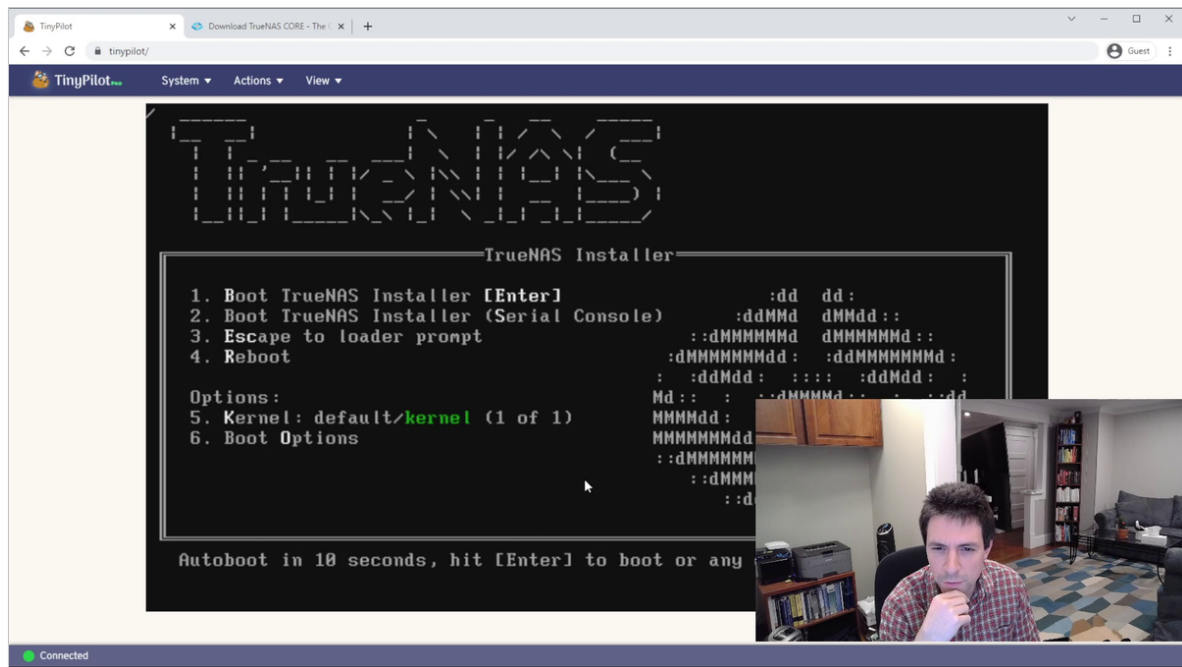 TinyPilot
Download TrueNAS CORE - The
tinypilot/
Guest
TinyPilot PRO
System
Actions
View
TrueNAS
TrueNAS Installer
1. Boot TrueNAS Installer [Enter]
2. Boot TrueNAS Installer (Serial Console)
3. Escape to loader prompt
4. Reboot
Options:
5. Kernel: default/kernel (1 of 1)
6. Boot Options
Autoboot in 10 seconds, hit [Enter] to boot or any
Connected